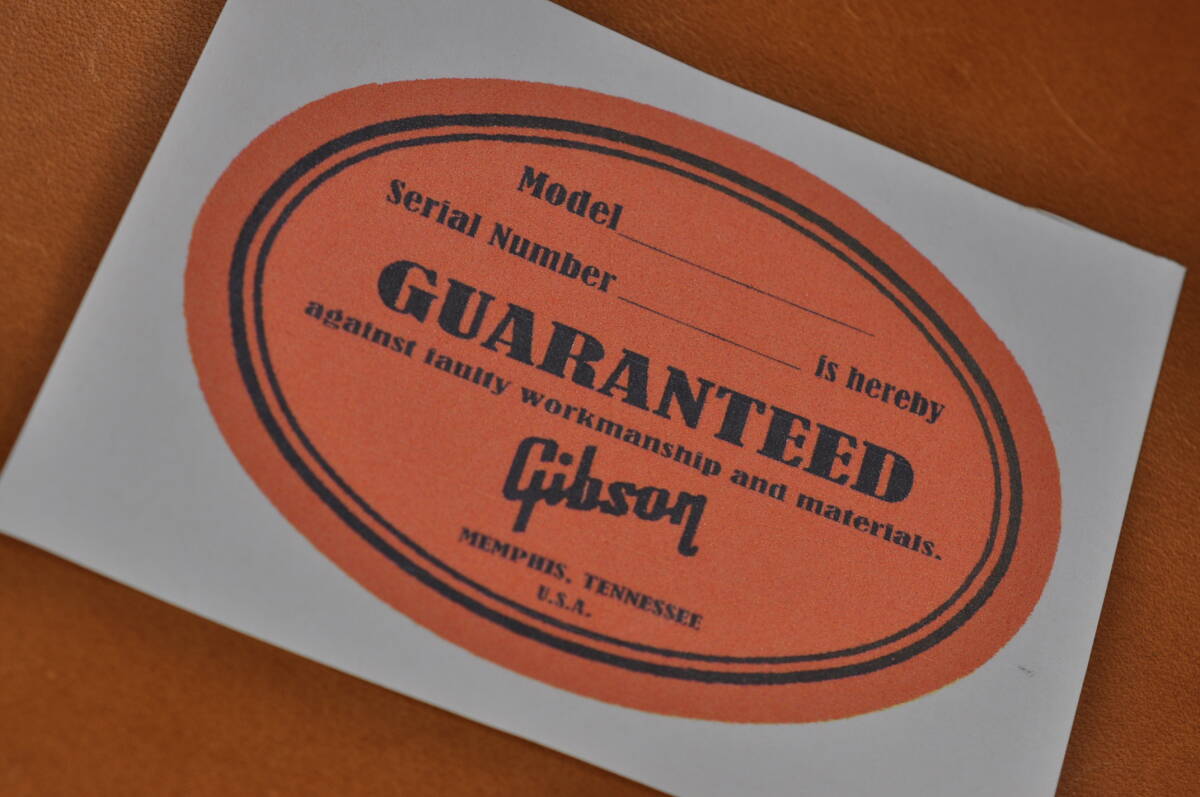 Model
Serial Number is hereby
GUARANTEED
against faulty workmanship and materials.
Gibson
MEMPHIS, TENNESSEE
U.S.A.